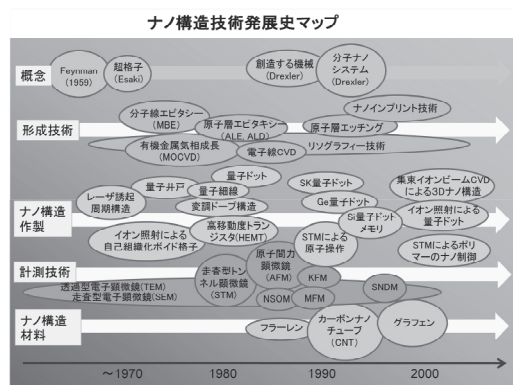 ナノ構造技術発展史マップ
概念
Feynman
(1959)
超格子
(Esaki)
創造する機械
(Drexler)
分子ナノ
システム
(Drexler)
ナノインプリント技術
形成技術
分子線エピタシー
(MBE)
原子層エピタキシー
(ALE, ALD)
原子層エッチング
有機金属気相成長
(MOCVD)
電子線CVD
リソグラフィー技術
ナノ構造
作製
レーザ誘起
周期構造
量子井戸
量子ドット
量子細線
変調ドープ構造
SK量子ドット
Ge量子ドット
Si量子ドット
メモリ
集束イオンビームCVD
による3Dナノ構造
イオン照射による
量子ドット
イオン照射による
自己組織化ボイド格子
高移動度トラン
ジスタ(HEMT)
STMによる
原子操作
STMによるポリ
マーのナノ制御
計測技術
透過型電子顕微鏡(TEM)
走査型電子顕微鏡(SEM)
走査型トン
ネル顕微鏡
(STM)
原子間力
顕微鏡
(AFM)
KFM
NSOM
MFM
SNDM
ナノ構造
材料
フラーレン
カーボンナノ
チューブ
(CNT)
グラフェン
～1970
1980
1990
2000